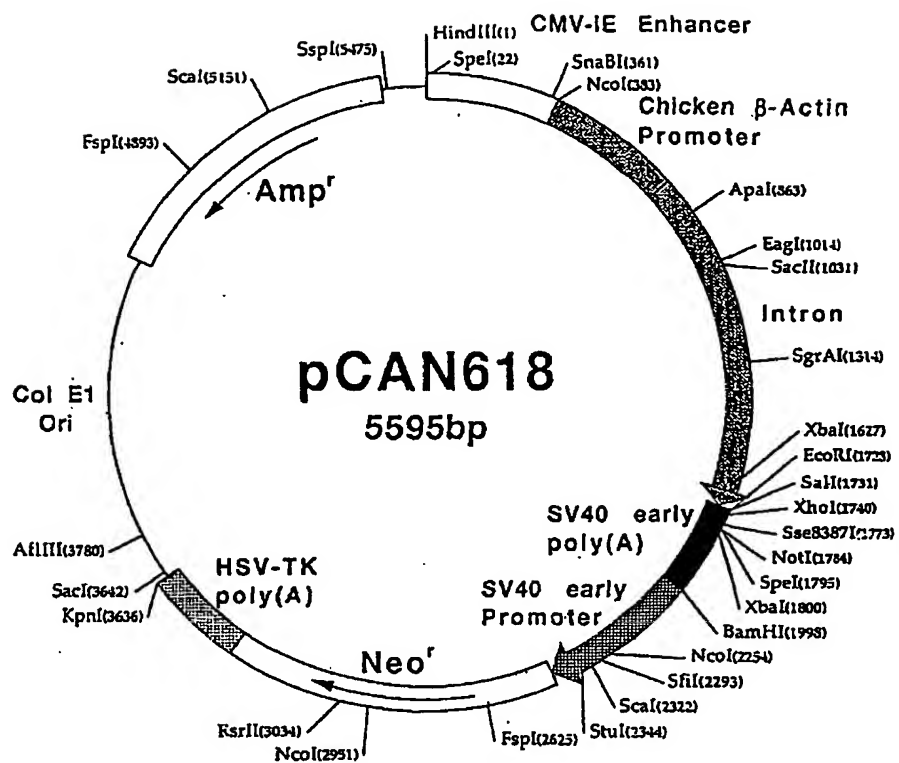 CMV-IE Enhancer
HindIII(1)
SpeI(22)
SspI(5475)
SnaBI(361)
NcoI(383)
ScaI(5151)
Chicken β-Actin
Promoter
FspI(4893)
Ampʳ
ApaI(863)
EagI(1014)
SacII(1031)
Intron
SgrAI(1314)
pCAN618
5595bp
Col E1
Ori
XbaI(1627)
EcoRI(1723)
SalI(1731)
XhoI(1740)
Sse8387I(1773)
NotI(1784)
SpeI(1795)
XbaI(1800)
BamHI(1998)
SV40 early
poly(A)
SV40 early
Promoter
HSV-TK
poly(A)
AflIII(3780)
SacI(3642)
KpnI(3636)
NcoI(2254)
SfiI(2293)
ScaI(2322)
StuI(2344)
Neoʳ
RsrII(3034)
NcoI(2951)
FspI(2625)